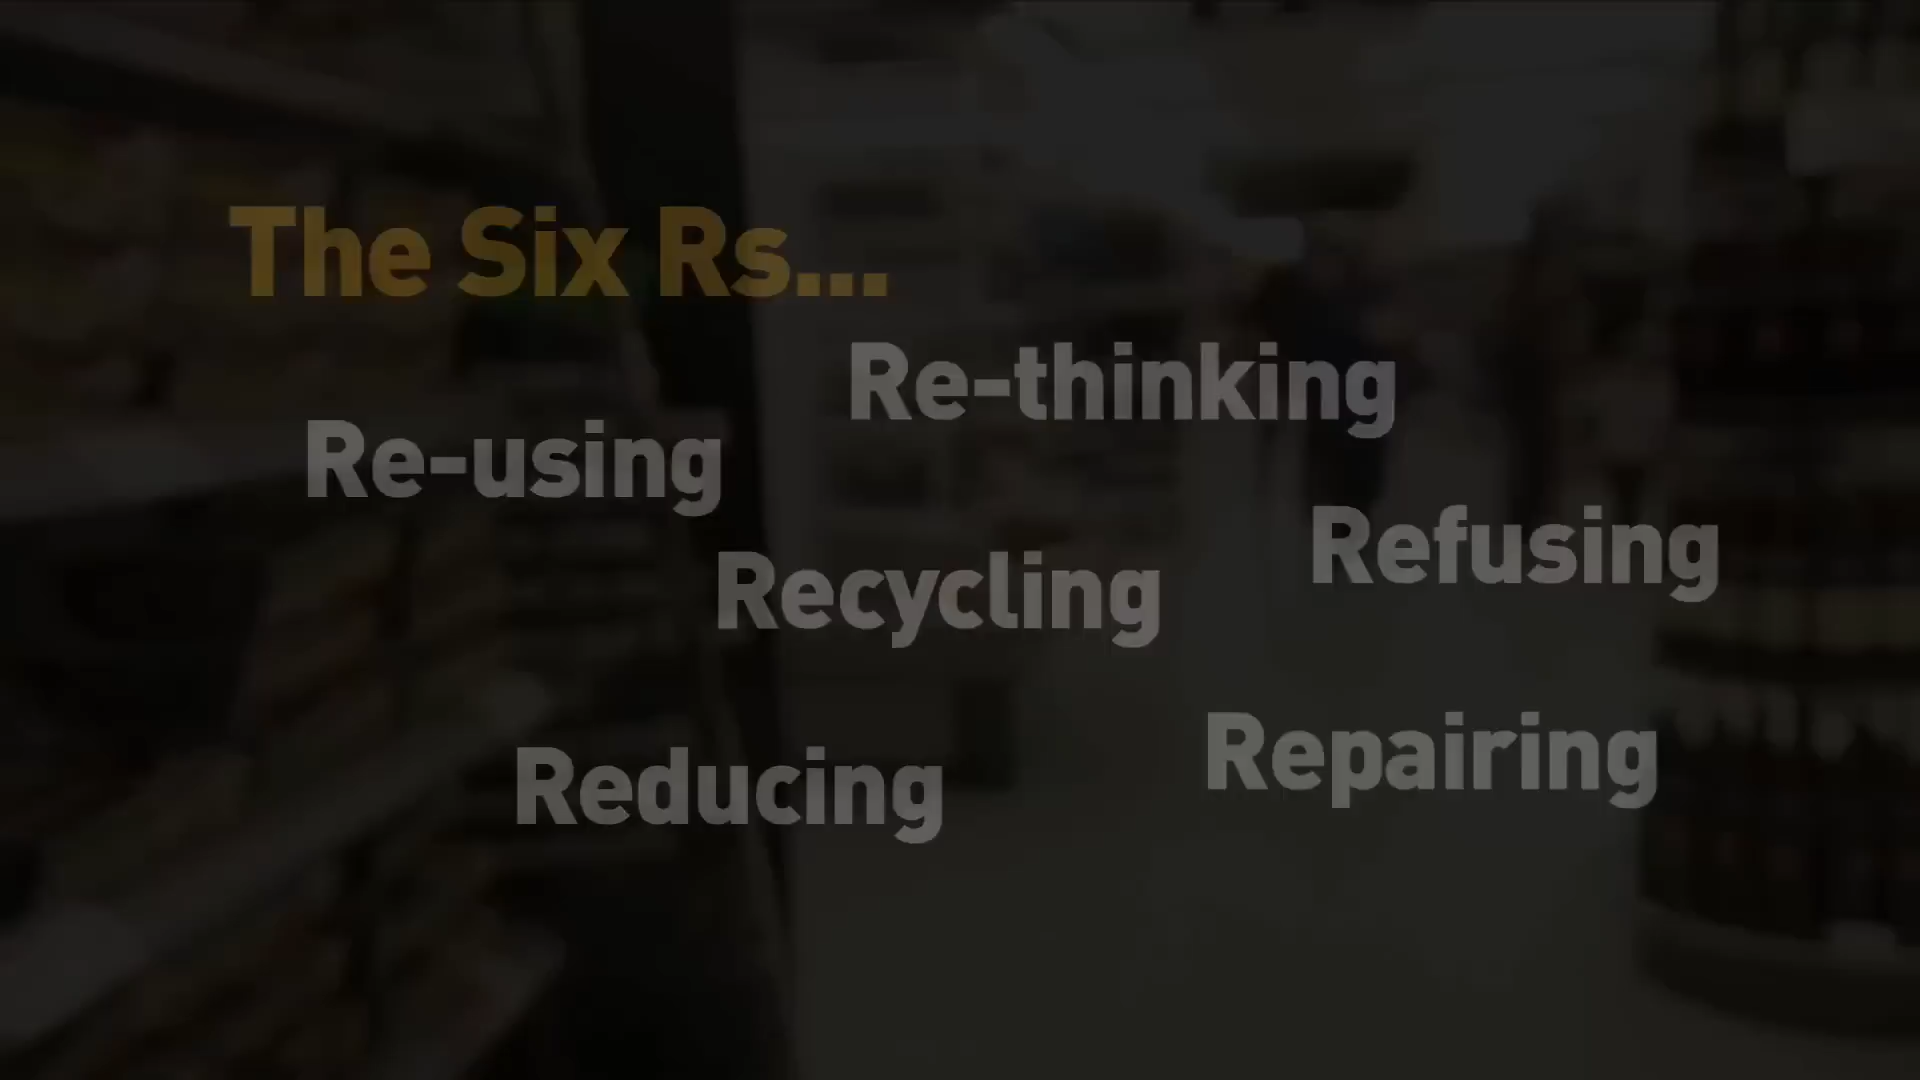 The Six Rs...
Re-thinking
Re-using
Refusing
Recycling
Repairing
Reducing